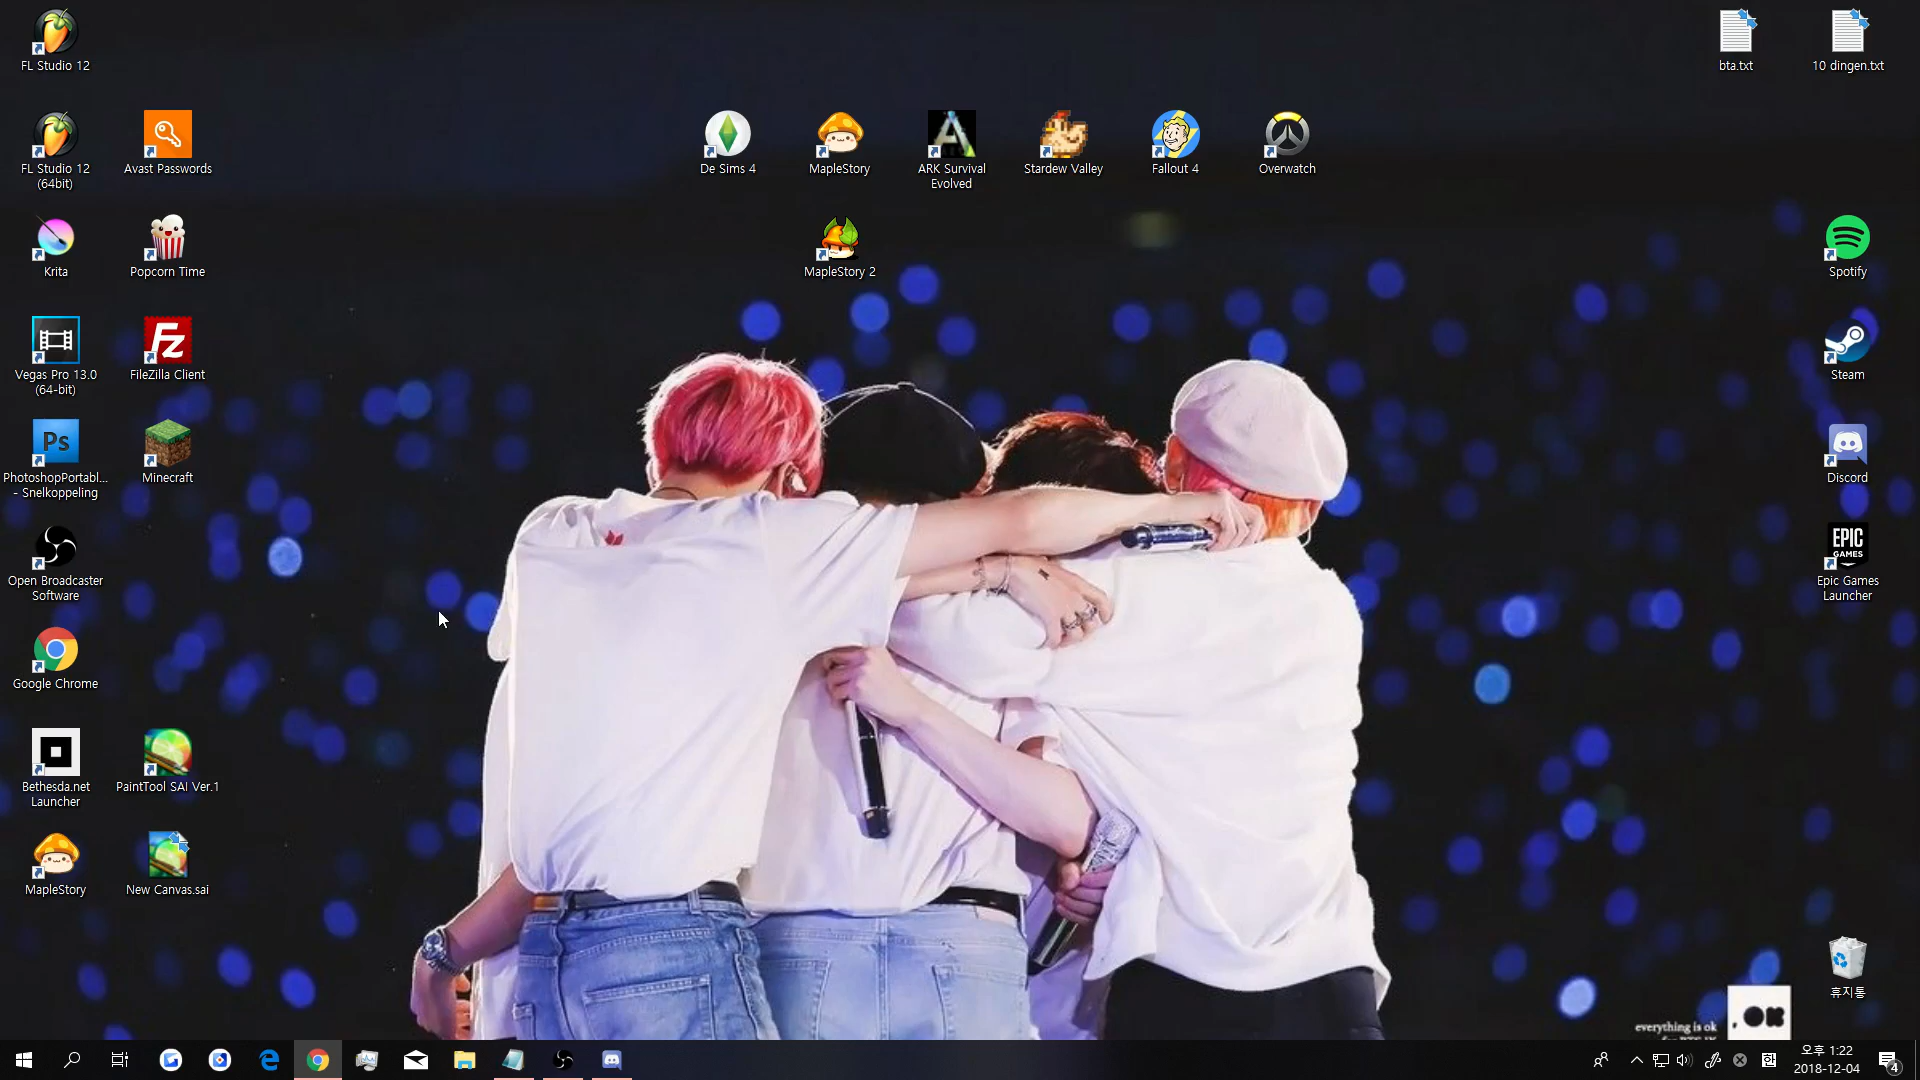 FL Studio 12
bta.txt
10 dingen.txt
FL Studio 12
(64bit)
Avast Passwords
De Sims 4
MapleStory
ARK Survival
Evolved
Stardew Valley
Fallout 4
Overwatch
Krita
Popcorn Time
MapleStory 2
Spotify
Vegas Pro 13.0
(64-bit)
FZ
FileZilla Client
Steam
Ps
PhotoshopPortabl...
- Snelkoppeling
Minecraft
Discord
Open Broadcaster
Software
EPIC
GAMES
Epic Games
Launcher
Google Chrome
Bethesda.net
Launcher
PaintTool SAI Ver.1
MapleStory
New Canvas.sai
휴지통
everything is ok
.OK
한
오후 1:22
2018-12-04
4